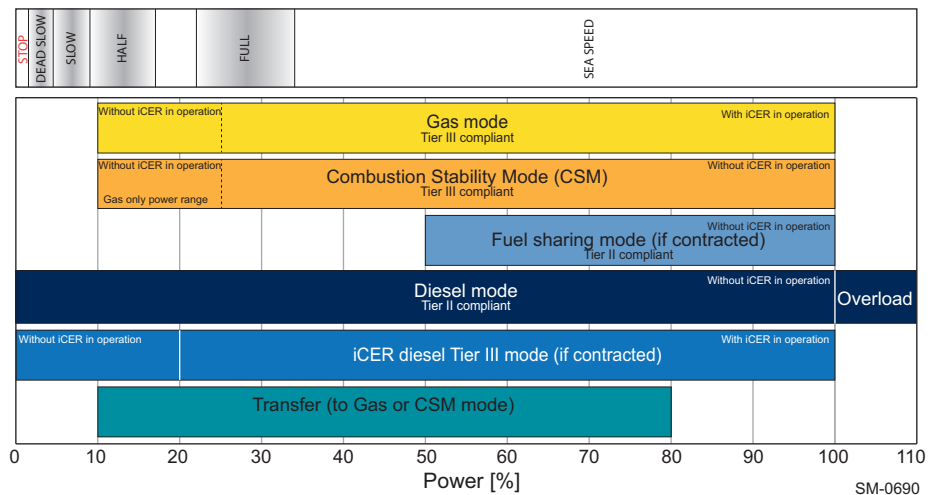 STOP
DEAD SLOW
SLOW
HALF
FULL
SEA SPEED
Without iCER in operation
With iCER in operation
Gas mode
Tier III compliant
Without iCER in operation
Without iCER in operation
Combustion Stability Mode (CSM)
Tier III compliant
Gas only power range
Without iCER in operation
Fuel sharing mode (if contracted)
Tier II compliant
Without iCER in operation
Diesel mode
Tier II compliant
Overload
Without iCER in operation
With iCER in operation
iCER diesel Tier III mode (if contracted)
Transfer (to Gas or CSM mode)
0 10 20 30 40 50 60 70 80 90 100 110
Power [%]
SM-0690